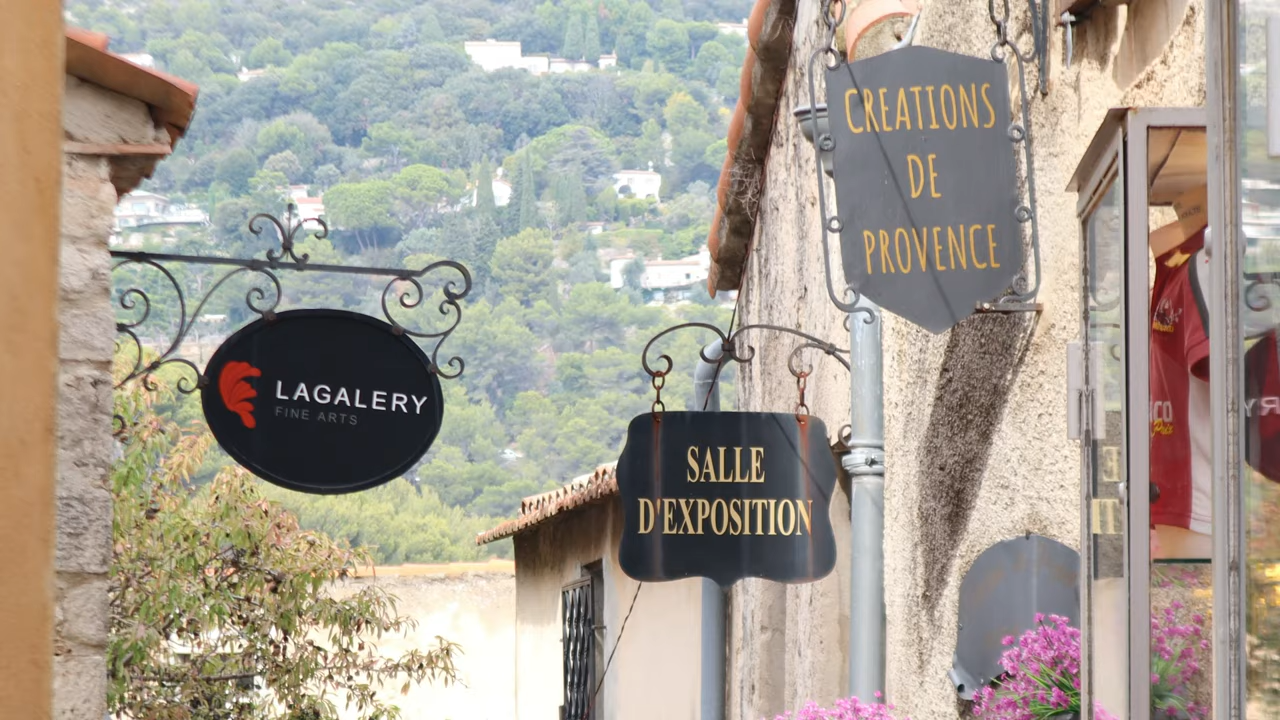 CREATIONS
DE
PROVENCE
LAGALERY
FINE ARTS
SALLE
D'EXPOSITION